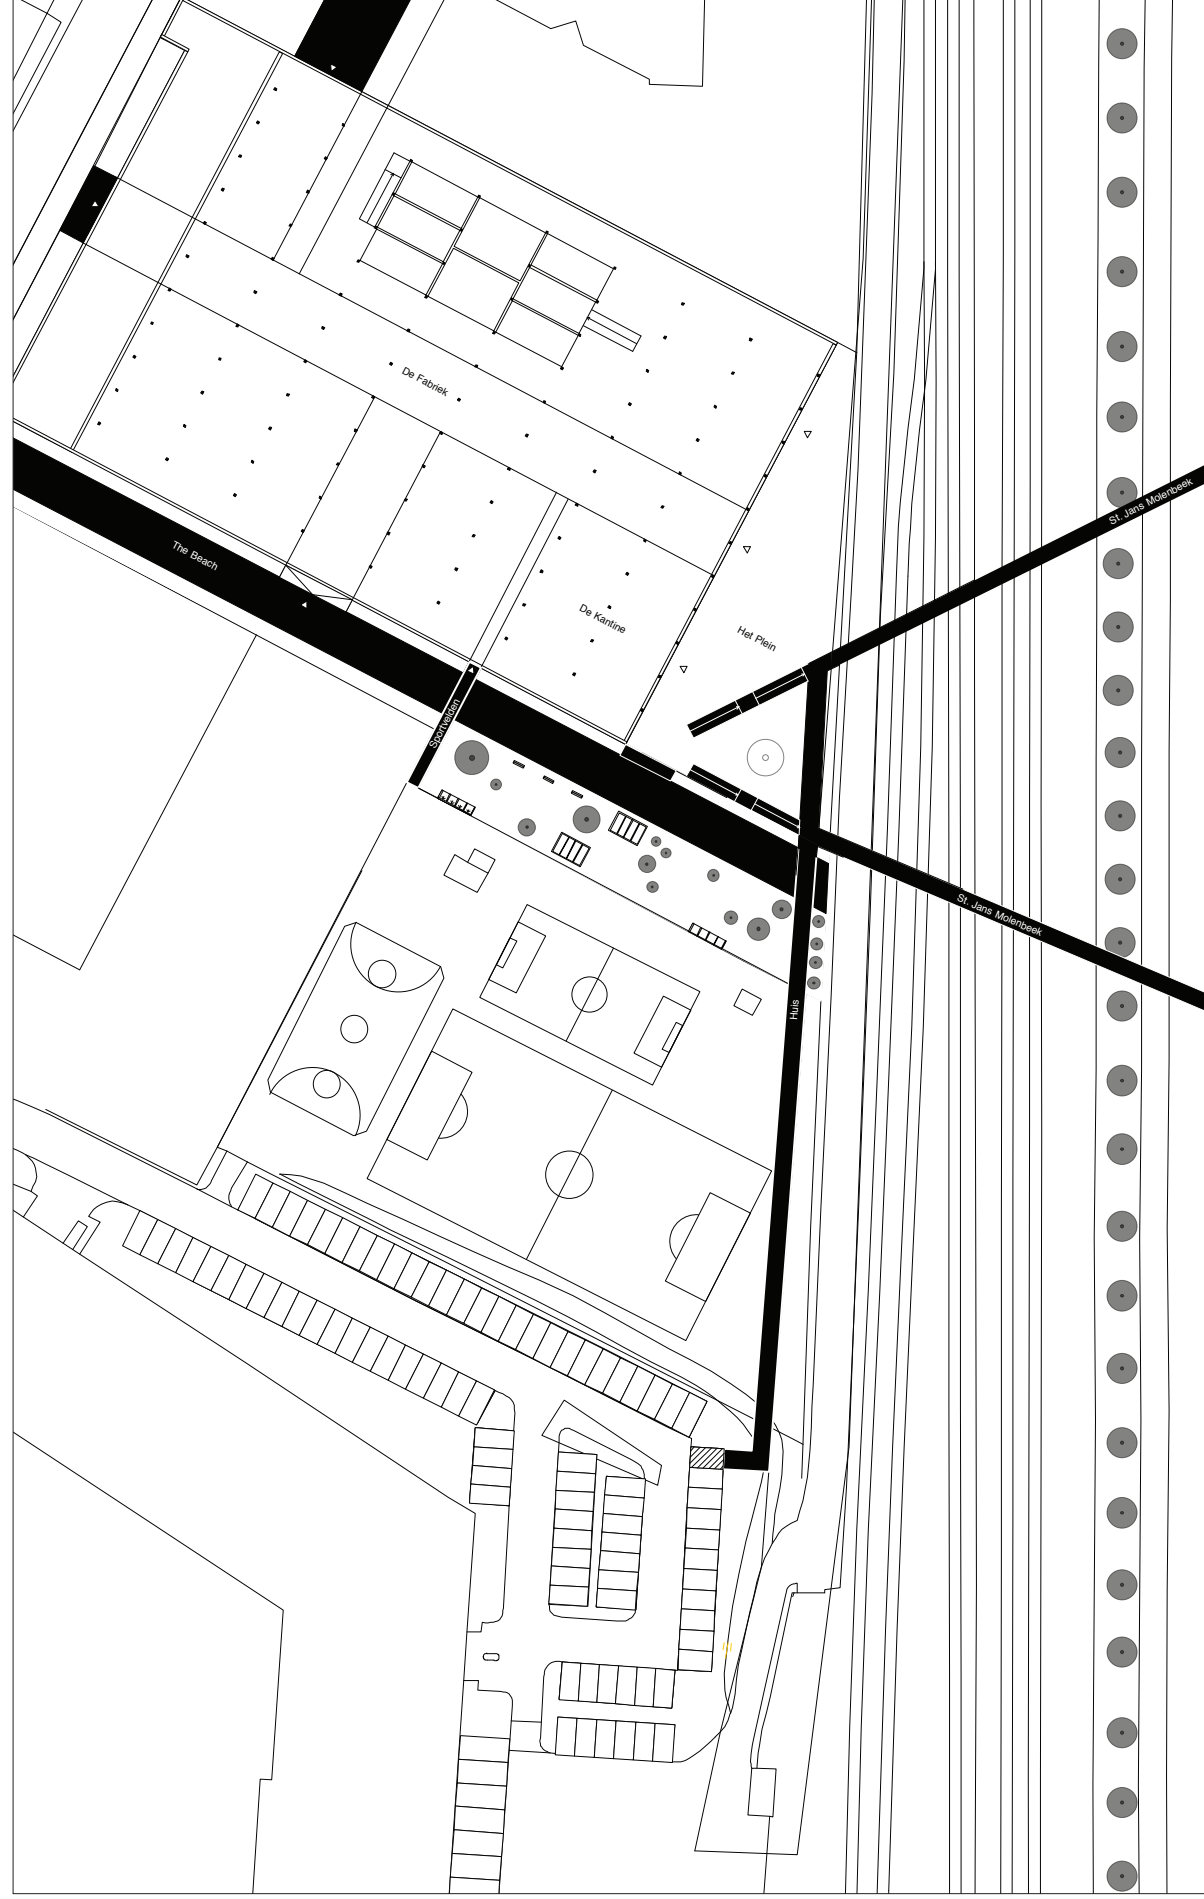 De Fabriek
St. Jans Molenbeek
The Beach
De Kantine
Het Plein
Sportvelden
St. Jans Molenbeek
Huis